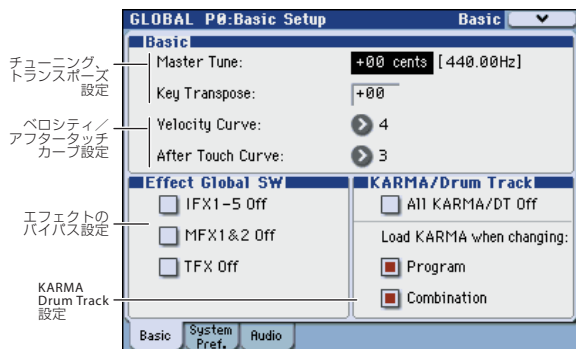 GLOBAL P0:Basic Setup
Basic
Basic
チューニング、
トランスポーズ
設定
Master Tune:
+00 cents [440.00Hz]
Key Transpose:
+00
ベロシティ／
アフタータッチ
カーブ設定
Velocity Curve:
4
After Touch Curve:
3
Effect Global SW
エフェクトの
バイパス設定
IFX1-5 Off
MFX1&2 Off
TFX Off
KARMA/Drum Track
All KARMA/DT Off
Load KARMA when changing:
Program
Combination
KARMA
Drum Track
設定
Basic
System
Pref.
Audio